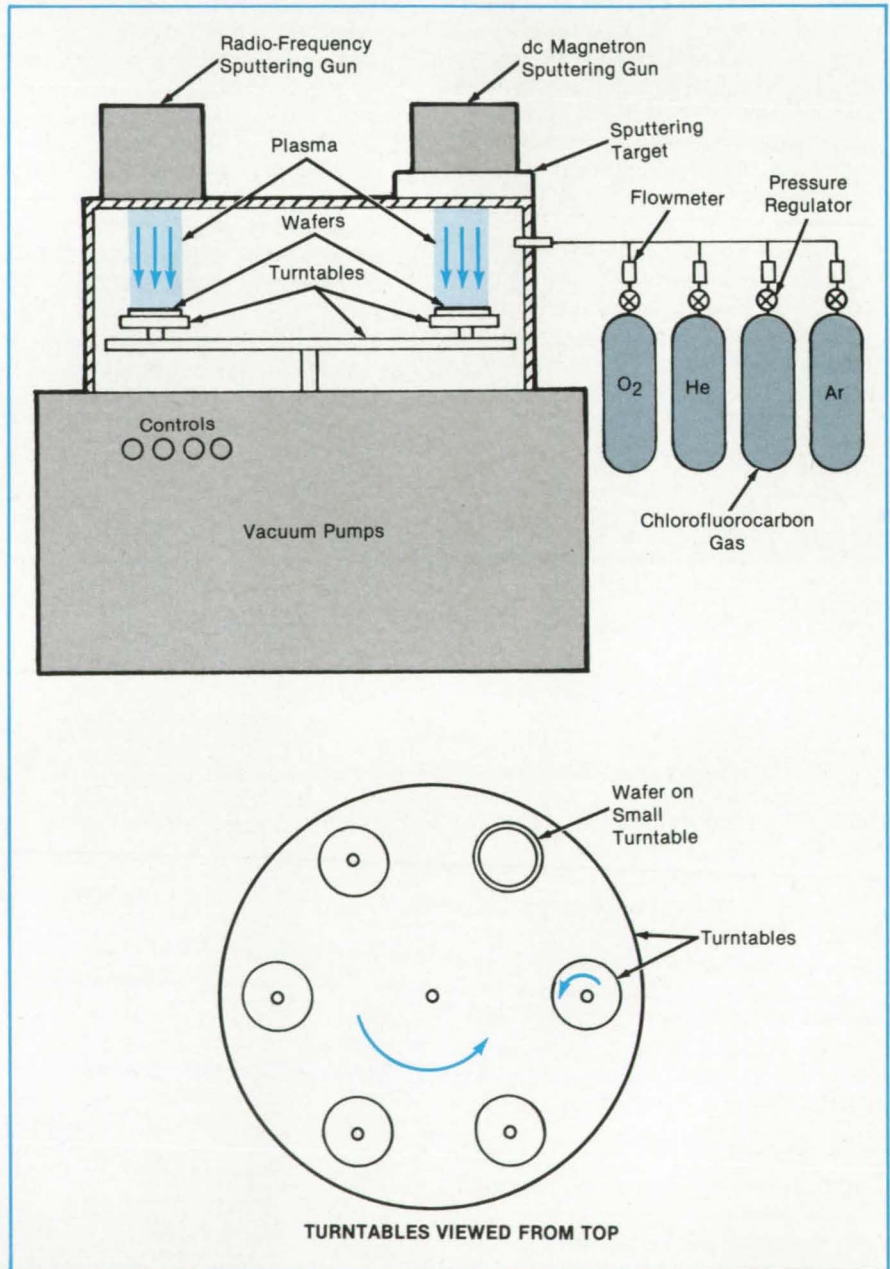 Radio-Frequency
Sputtering Gun
dc Magnetron
Sputtering Gun
Plasma
Sputtering
Target
Wafers
Flowmeter
Pressure
Regulator
Turntables
O2
He
Ar
Controls
Vacuum Pumps
Chlorofluorocarbon
Gas
Wafer on
Small
Turntable
Turntables
TURNTABLES VIEWED FROM TOP